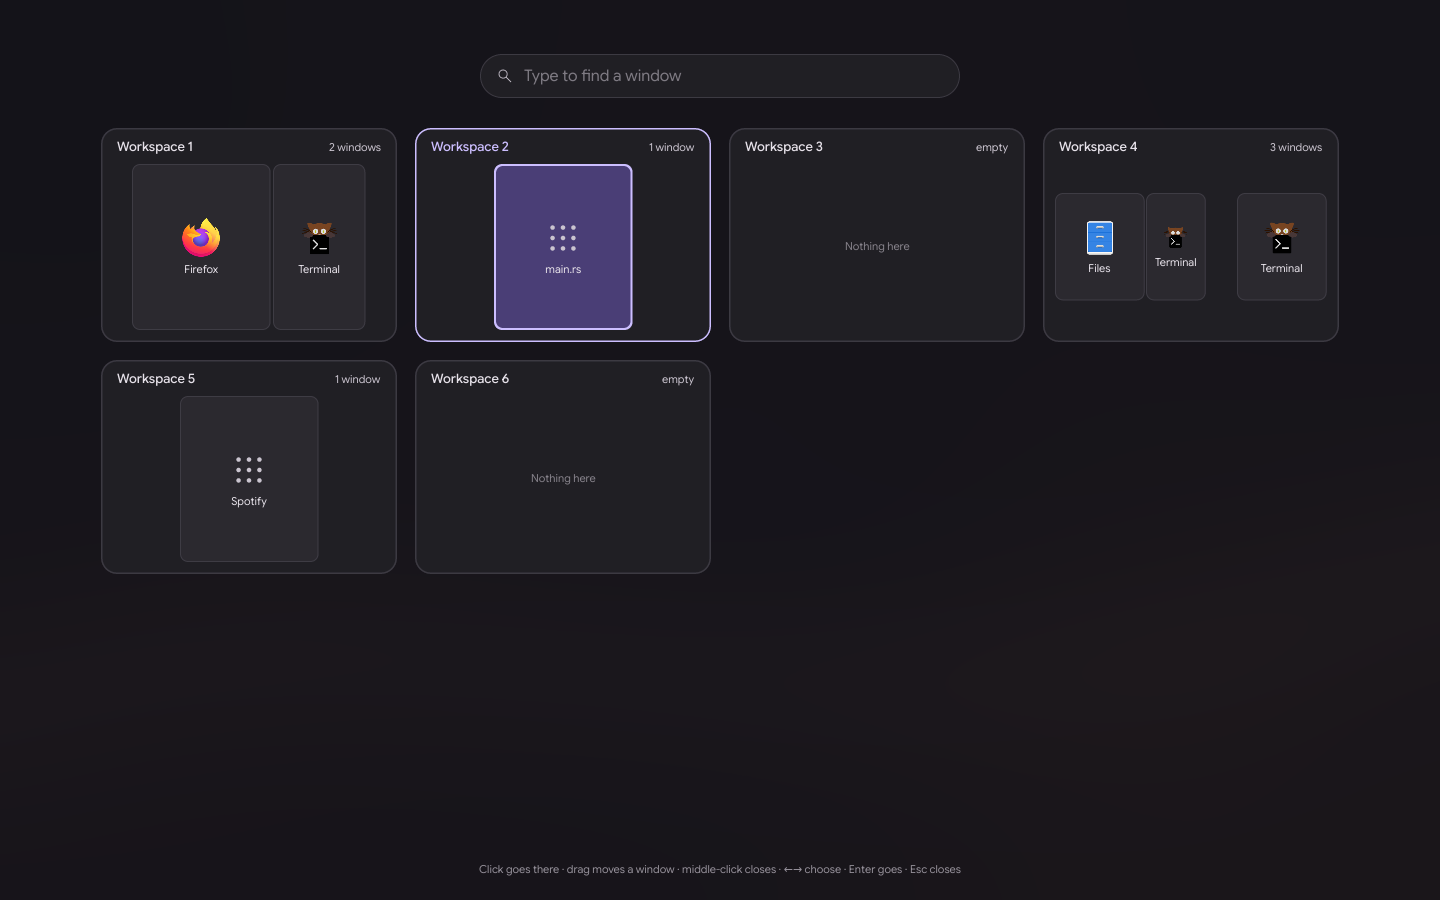 Type to find a window
Workspace 1 2 windows
Firefox
Terminal
Workspace 2 1 window
main.rs
Workspace 3 empty
Nothing here
Workspace 4 3 windows
Files
Terminal
Terminal
Workspace 5 1 window
Spotify
Workspace 6 empty
Nothing here
Click goes there · drag moves a window · middle-click closes · ←→ choose · Enter goes · Esc closes